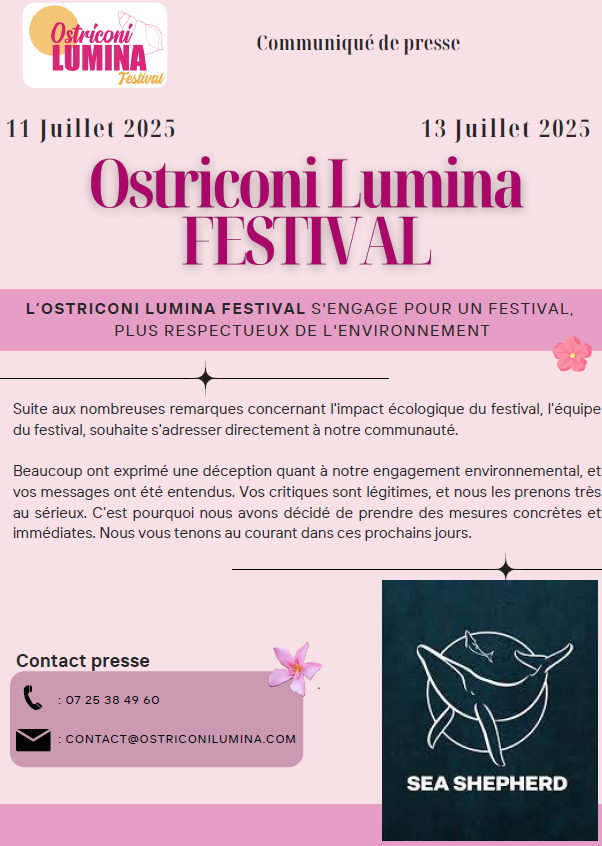 Ostriconi
LUMINA
Festival
Communiqué de presse
11 Juillet 2025
13 Juillet 2025
Ostriconi Lumina
FESTIVAL
L'OSTRICONI LUMINA FESTIVAL S'ENGAGE POUR UN FESTIVAL,
PLUS RESPECTUEUX DE L'ENVIRONNEMENT
Suite aux nombreuses remarques concernant l'impact écologique du festival, l'équipe
du festival, souhaite s'adresser directement à notre communauté.
Beaucoup ont exprimé une déception quant à notre engagement environnemental, et
vos messages ont été entendus. Vos critiques sont légitimes, et nous les prenons très
au sérieux. C'est pourquoi nous avons décidé de prendre des mesures concrètes et
immédiates. Nous vous tenons au courant dans ces prochains jours.
Contact presse
: 07 25 38 49 60
: CONTACT@OSTRICONILUMINA.COM
SEA SHEPHERD